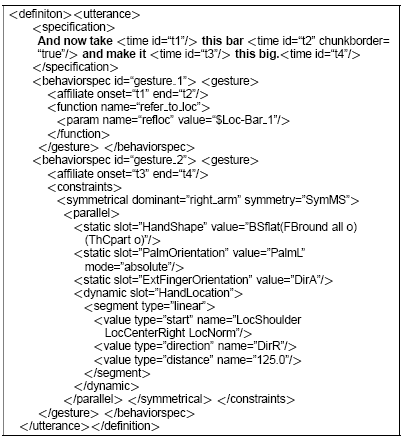 <definiton><utterance>
<specification>
And now take <time id="t1"/> this bar <time id="t2" chunkborder=
"true"/> and make it <time id="t3"/> this big.<time id="t4"/>
</specification>
<behaviorspec id="gesture_1"> <gesture>
<affiliate onset="t1" end="t2"/>
<function name="refer_to_loc">
<param name="refloc" value="$Loc-Bar_1"/>
</function>
</gesture> </behaviorspec>
<behaviorspec id="gesture_2"> <gesture>
<affiliate onset="t3" end="t4"/>
<constraints>
<symmetrical dominant="right_arm" symmetry="SymMS">
<parallel>
<static slot="HandShape" value="BSflat(FBround all o)
(ThCpart o)"/>
<static slot="PalmOrientation" value="PalmL"
mode="absolute"/>
<static slot="ExtFingerOrientation" value="DirA"/>
<dynamic slot="HandLocation">
<segment type="linear">
<value type="start" name="LocShoulder
LocCenterRight LocNorm"/>
<value type="direction" name="DirR"/>
<value type="distance" name="125.0"/>
</segment>
</dynamic>
</parallel> </symmetrical> </constraints>
</gesture> </behaviorspec>
</utterance></definition>